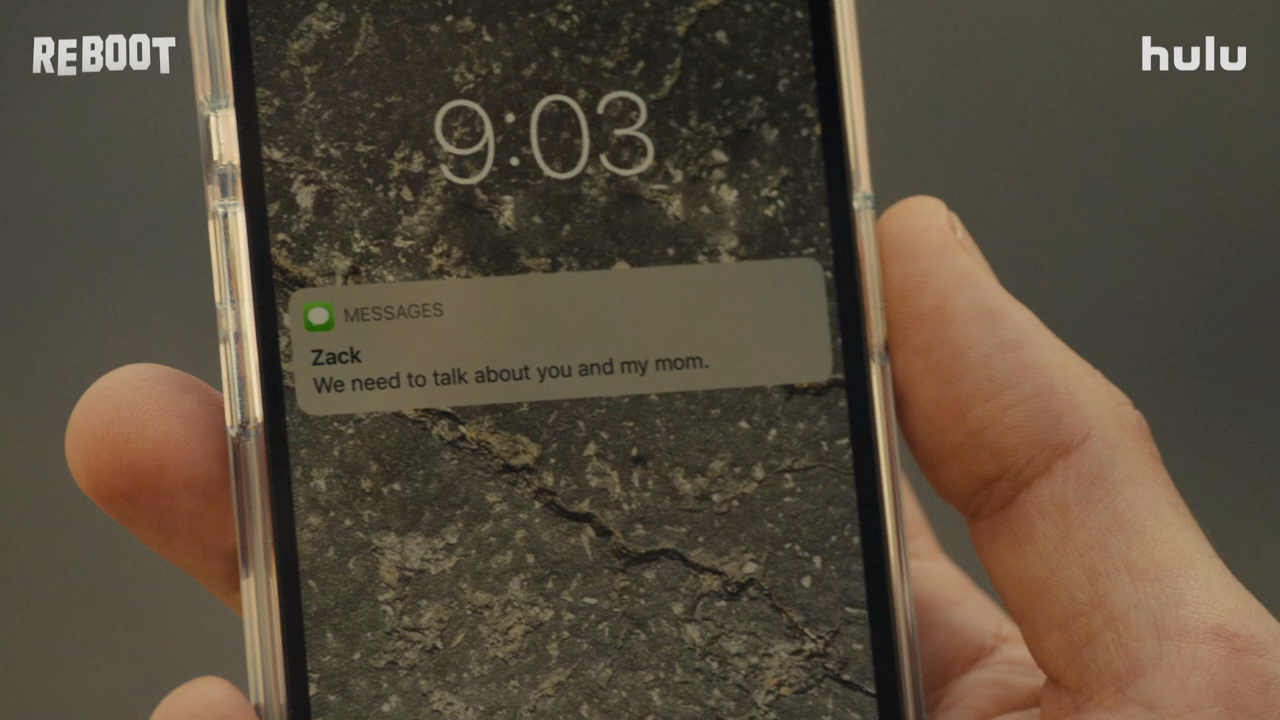 REBOOT
hulu
9:03
MESSAGES
Zack
We need to talk about you and my mom.